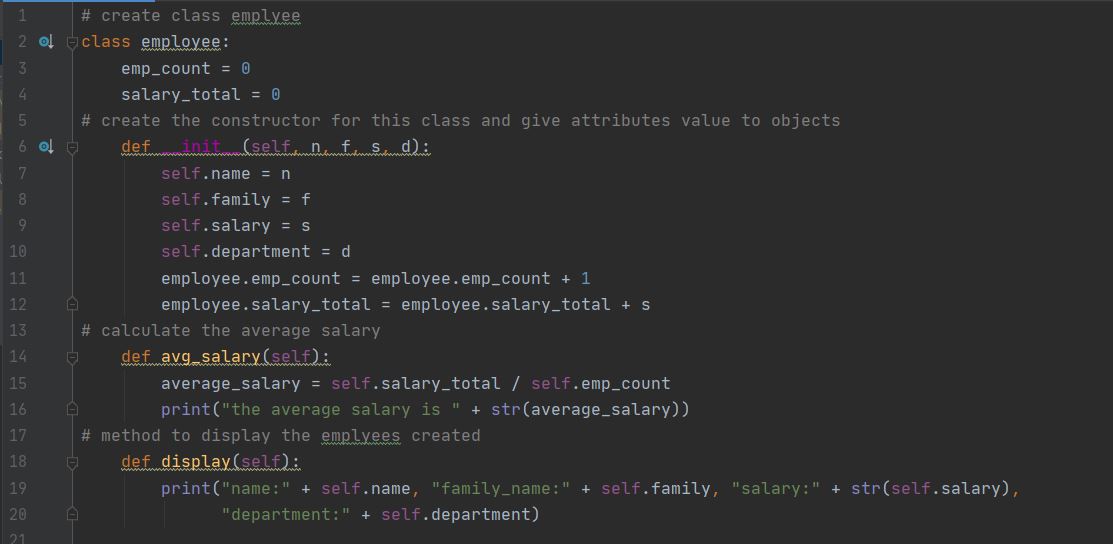 1 # create class emplyee
2 class employee:
3     emp_count = 0
4     salary_total = 0
5 # create the constructor for this class and give attributes value to objects
6     def __init__(self, n, f, s, d):
7         self.name = n
8         self.family = f
9         self.salary = s
10         self.department = d
11         employee.emp_count = employee.emp_count + 1
12         employee.salary_total = employee.salary_total + s
13 # calculate the average salary
14     def avg_salary(self):
15         average_salary = self.salary_total / self.emp_count
16         print("the average salary is " + str(average_salary))
17 # method to display the emplyees created
18     def display(self):
19         print("name:" + self.name, "family_name:" + self.family, "salary:" + str(self.salary),
20               "department:" + self.department)
21